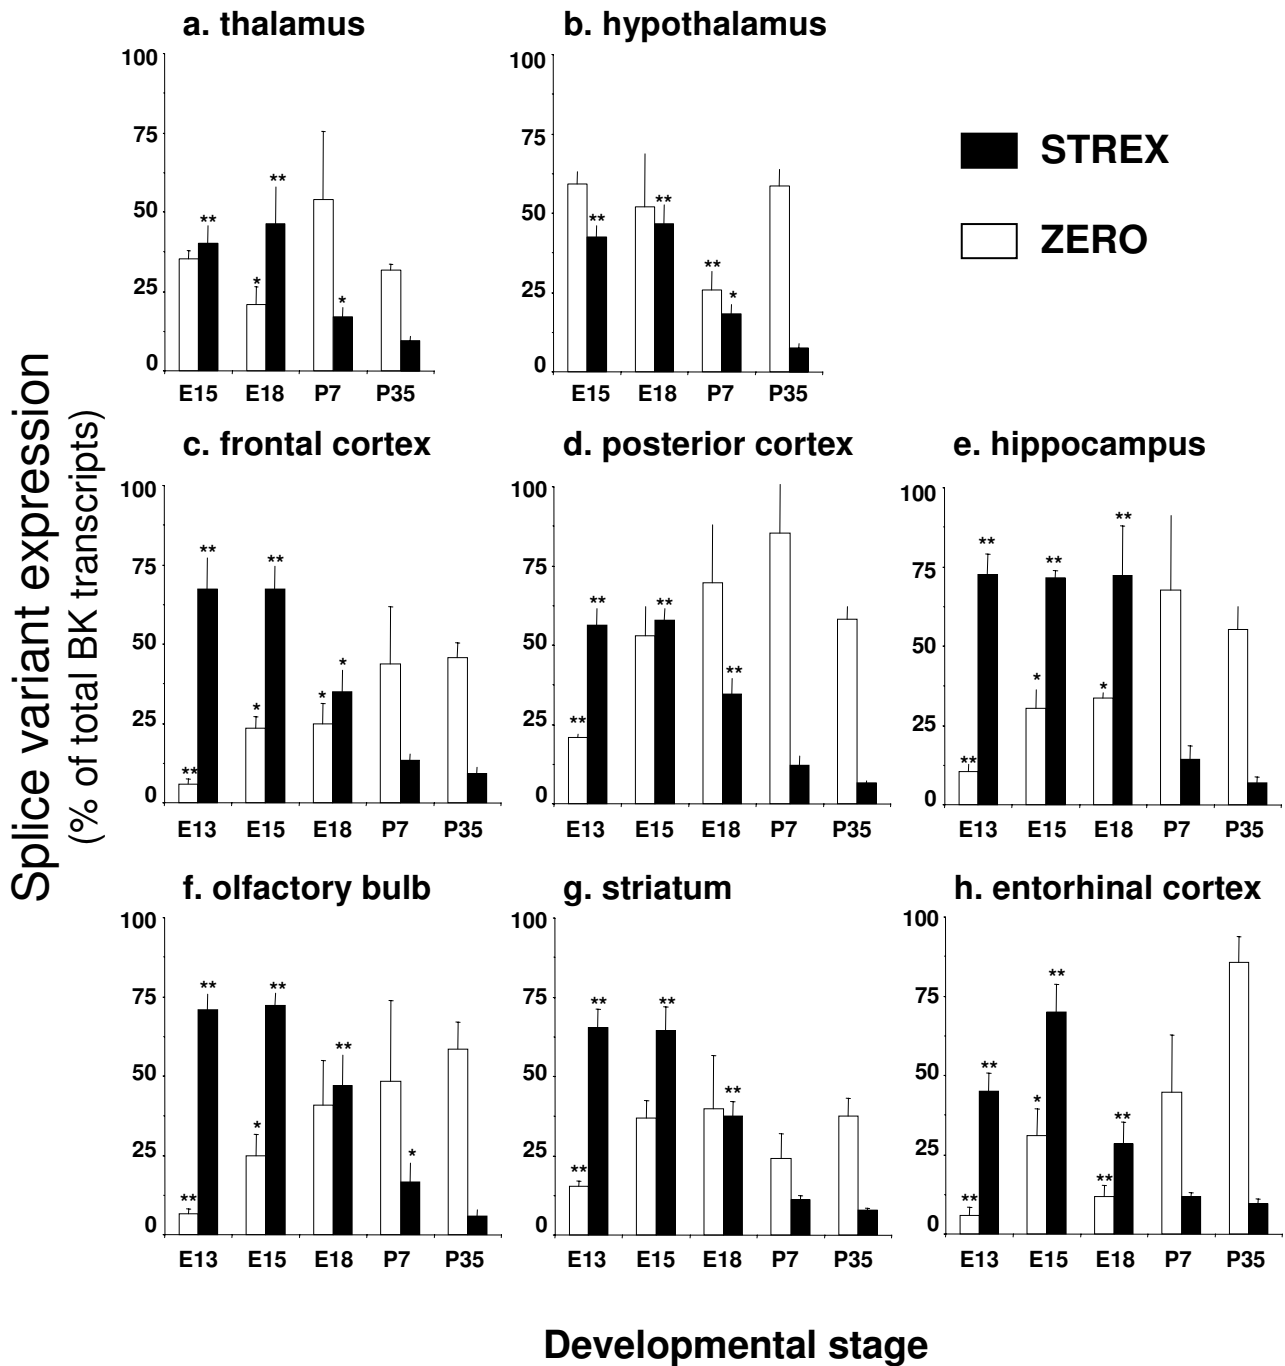 a. thalamus
100
75
50
25
0
** ** * *
E15 E18 P7 P35
b. hypothalamus
100
75
50
25
0
** ** ** *
E15 E18 P7 P35
STREX
ZERO
Splice variant expression
(% of total BK transcripts)
c. frontal cortex
100
75
50
25
0
** ** * ** * *
E13 E15 E18 P7 P35
d. posterior cortex
100
75
50
25
0
** ** ** **
E13 E15 E18 P7 P35
e. hippocampus
100
75
50
25
0
** ** * ** * **
E13 E15 E18 P7 P35
f. olfactory bulb
100
75
50
25
0
** ** * ** ** *
E13 E15 E18 P7 P35
g. striatum
100
75
50
25
0
** ** ** **
E13 E15 E18 P7 P35
h. entorhinal cortex
100
75
50
25
0
** ** * ** ** **
E13 E15 E18 P7 P35
Developmental stage